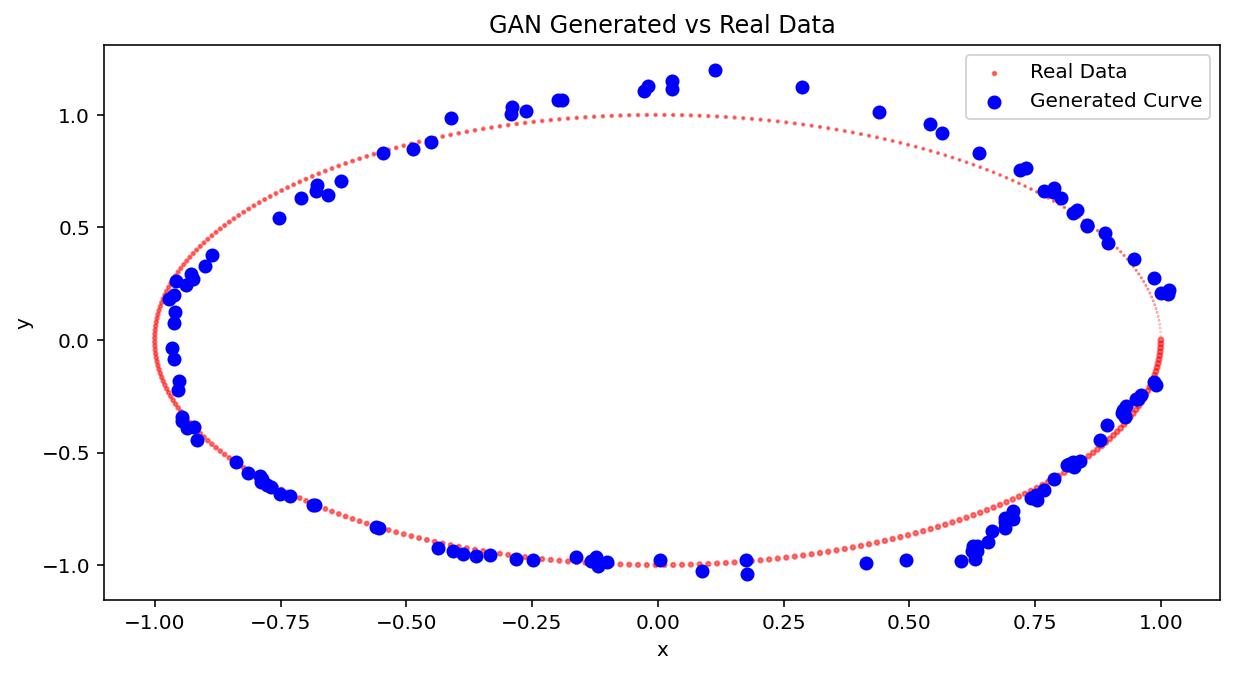 GAN Generated vs Real Data
Real Data
Generated Curve
y
1.0
0.5
0.0
−0.5
−1.0
−1.00 −0.75 −0.50 −0.25 0.00 0.25 0.50 0.75 1.00
x